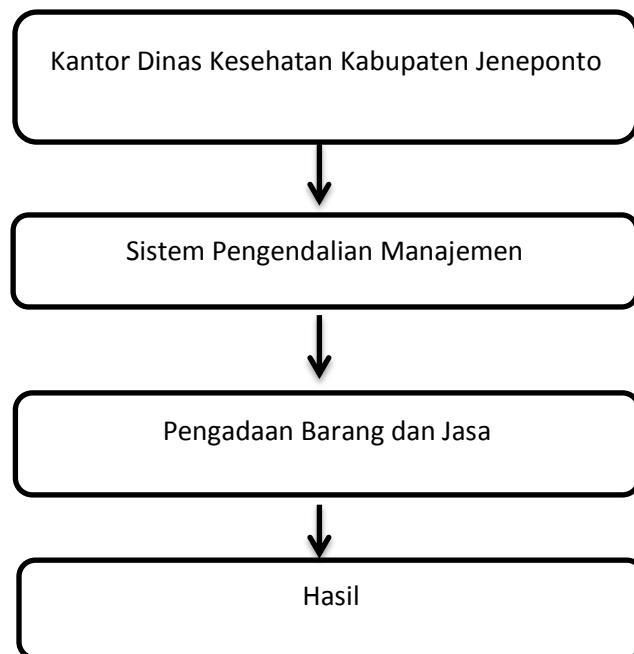 Kantor Dinas Kesehatan Kabupaten Jeneponto
Sistem Pengendalian Manajemen
Pengadaan Barang dan Jasa
Hasil